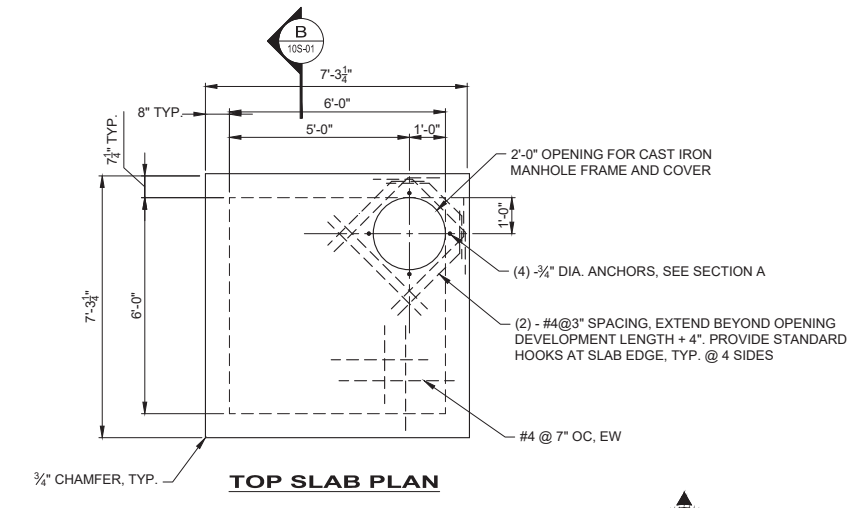 B
10S-01
7'-3¼"
8" TYP.
6'-0"
5'-0"
1'-0"
7¼" TYP.
2'-0" OPENING FOR CAST IRON
MANHOLE FRAME AND COVER
1'-0"
(4) -¾" DIA. ANCHORS, SEE SECTION A
7'-3¼"
6'-0"
(2) - #4@3" SPACING, EXTEND BEYOND OPENING
DEVELOPMENT LENGTH + 4". PROVIDE STANDARD
HOOKS AT SLAB EDGE, TYP. @ 4 SIDES
#4 @ 7" OC, EW
¾" CHAMFER, TYP.
TOP SLAB PLAN